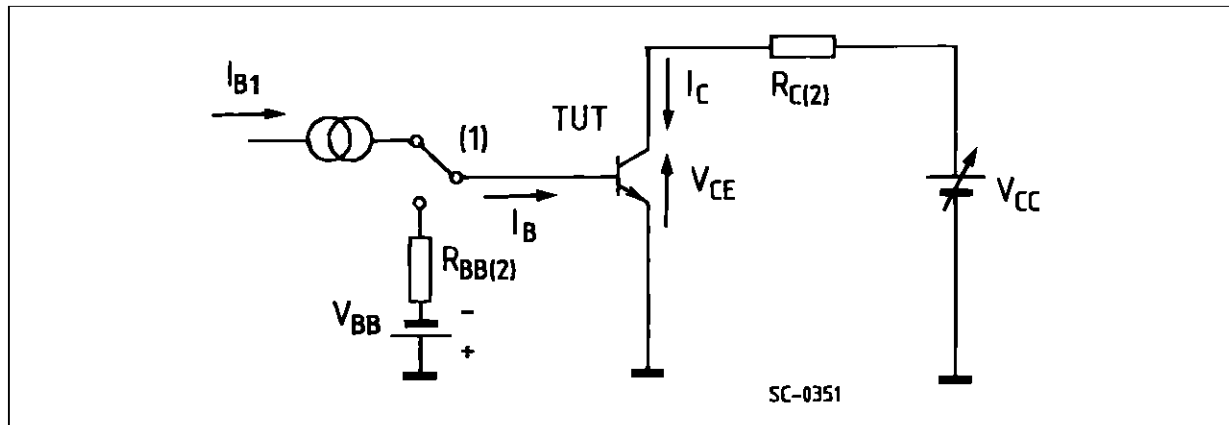 I_B1
(1)
TUT
I_C
R_C(2)
V_CE
V_CC
I_B
R_BB(2)
V_BB
-
+
SC-0351